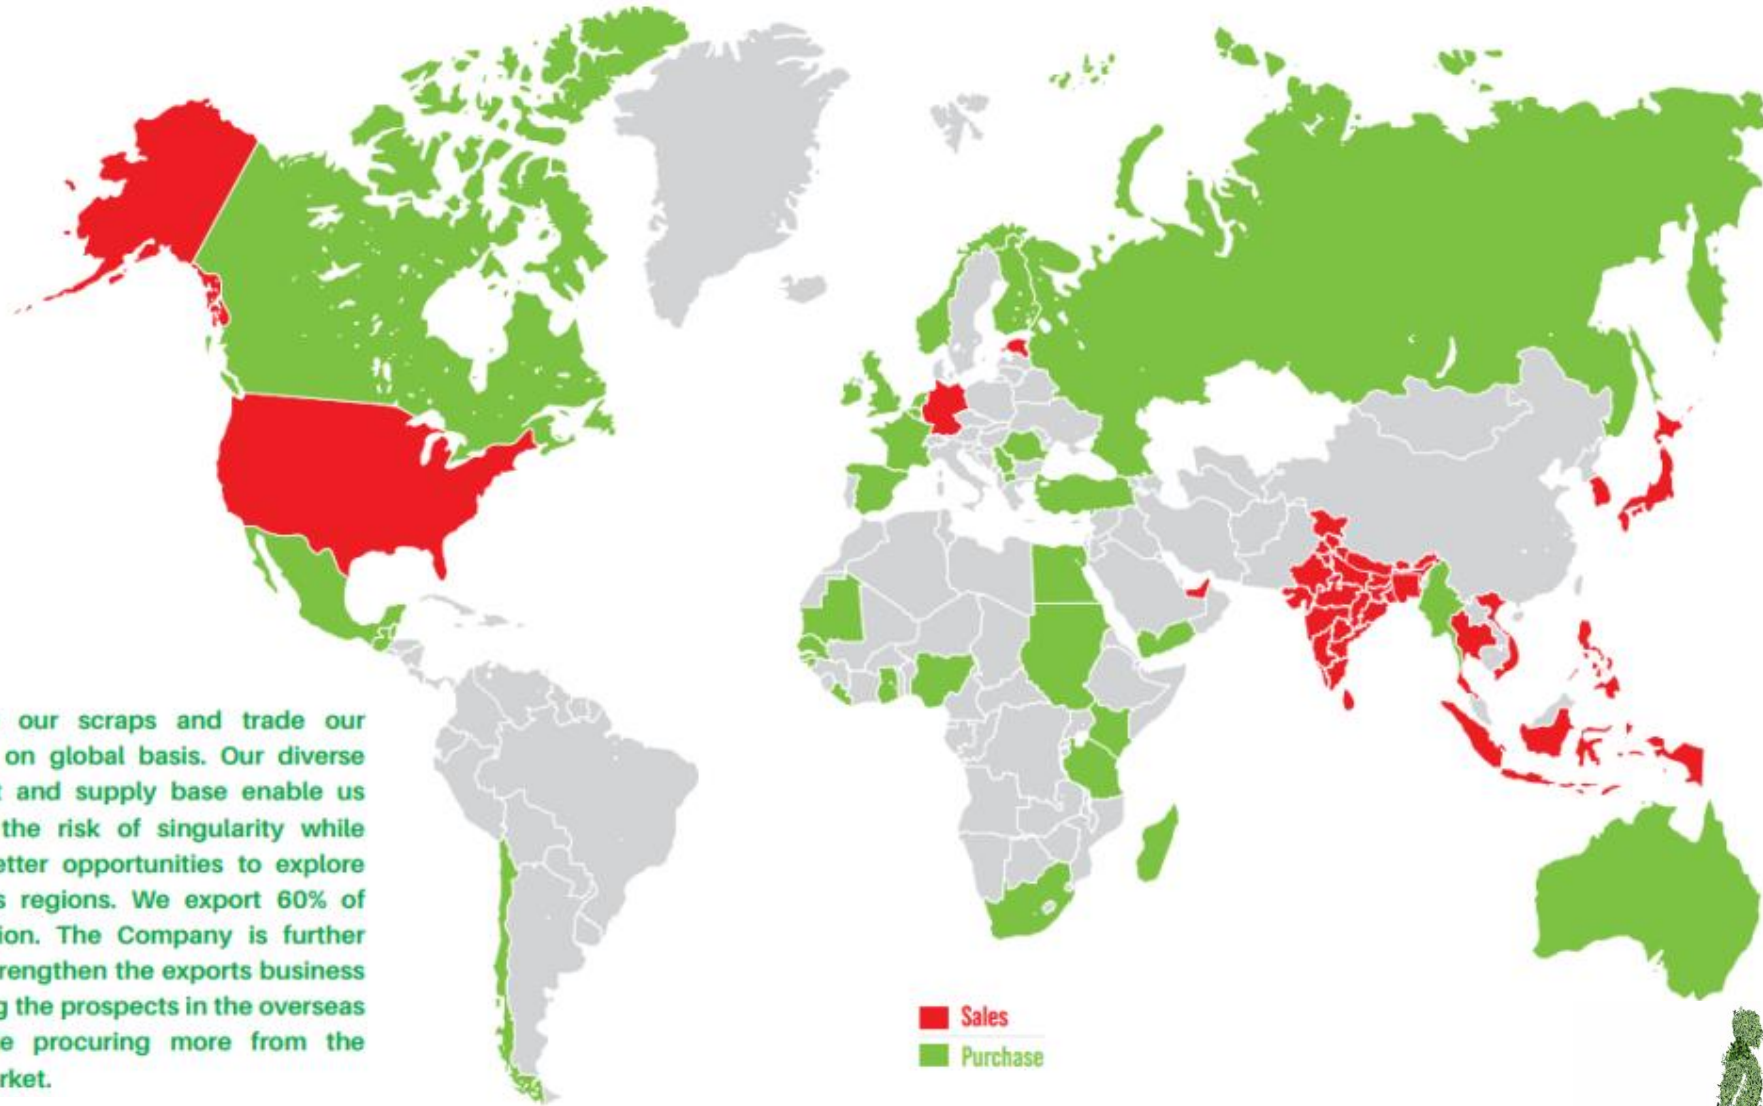 our scraps and trade our
on global basis. Our diverse
and supply base enable us
the risk of singularity while
etter opportunities to explore
s regions. We export 60% of
ion. The Company is further
rengthen the exports business
g the prospects in the overseas
e procuring more from the
rket.
Sales
Purchase